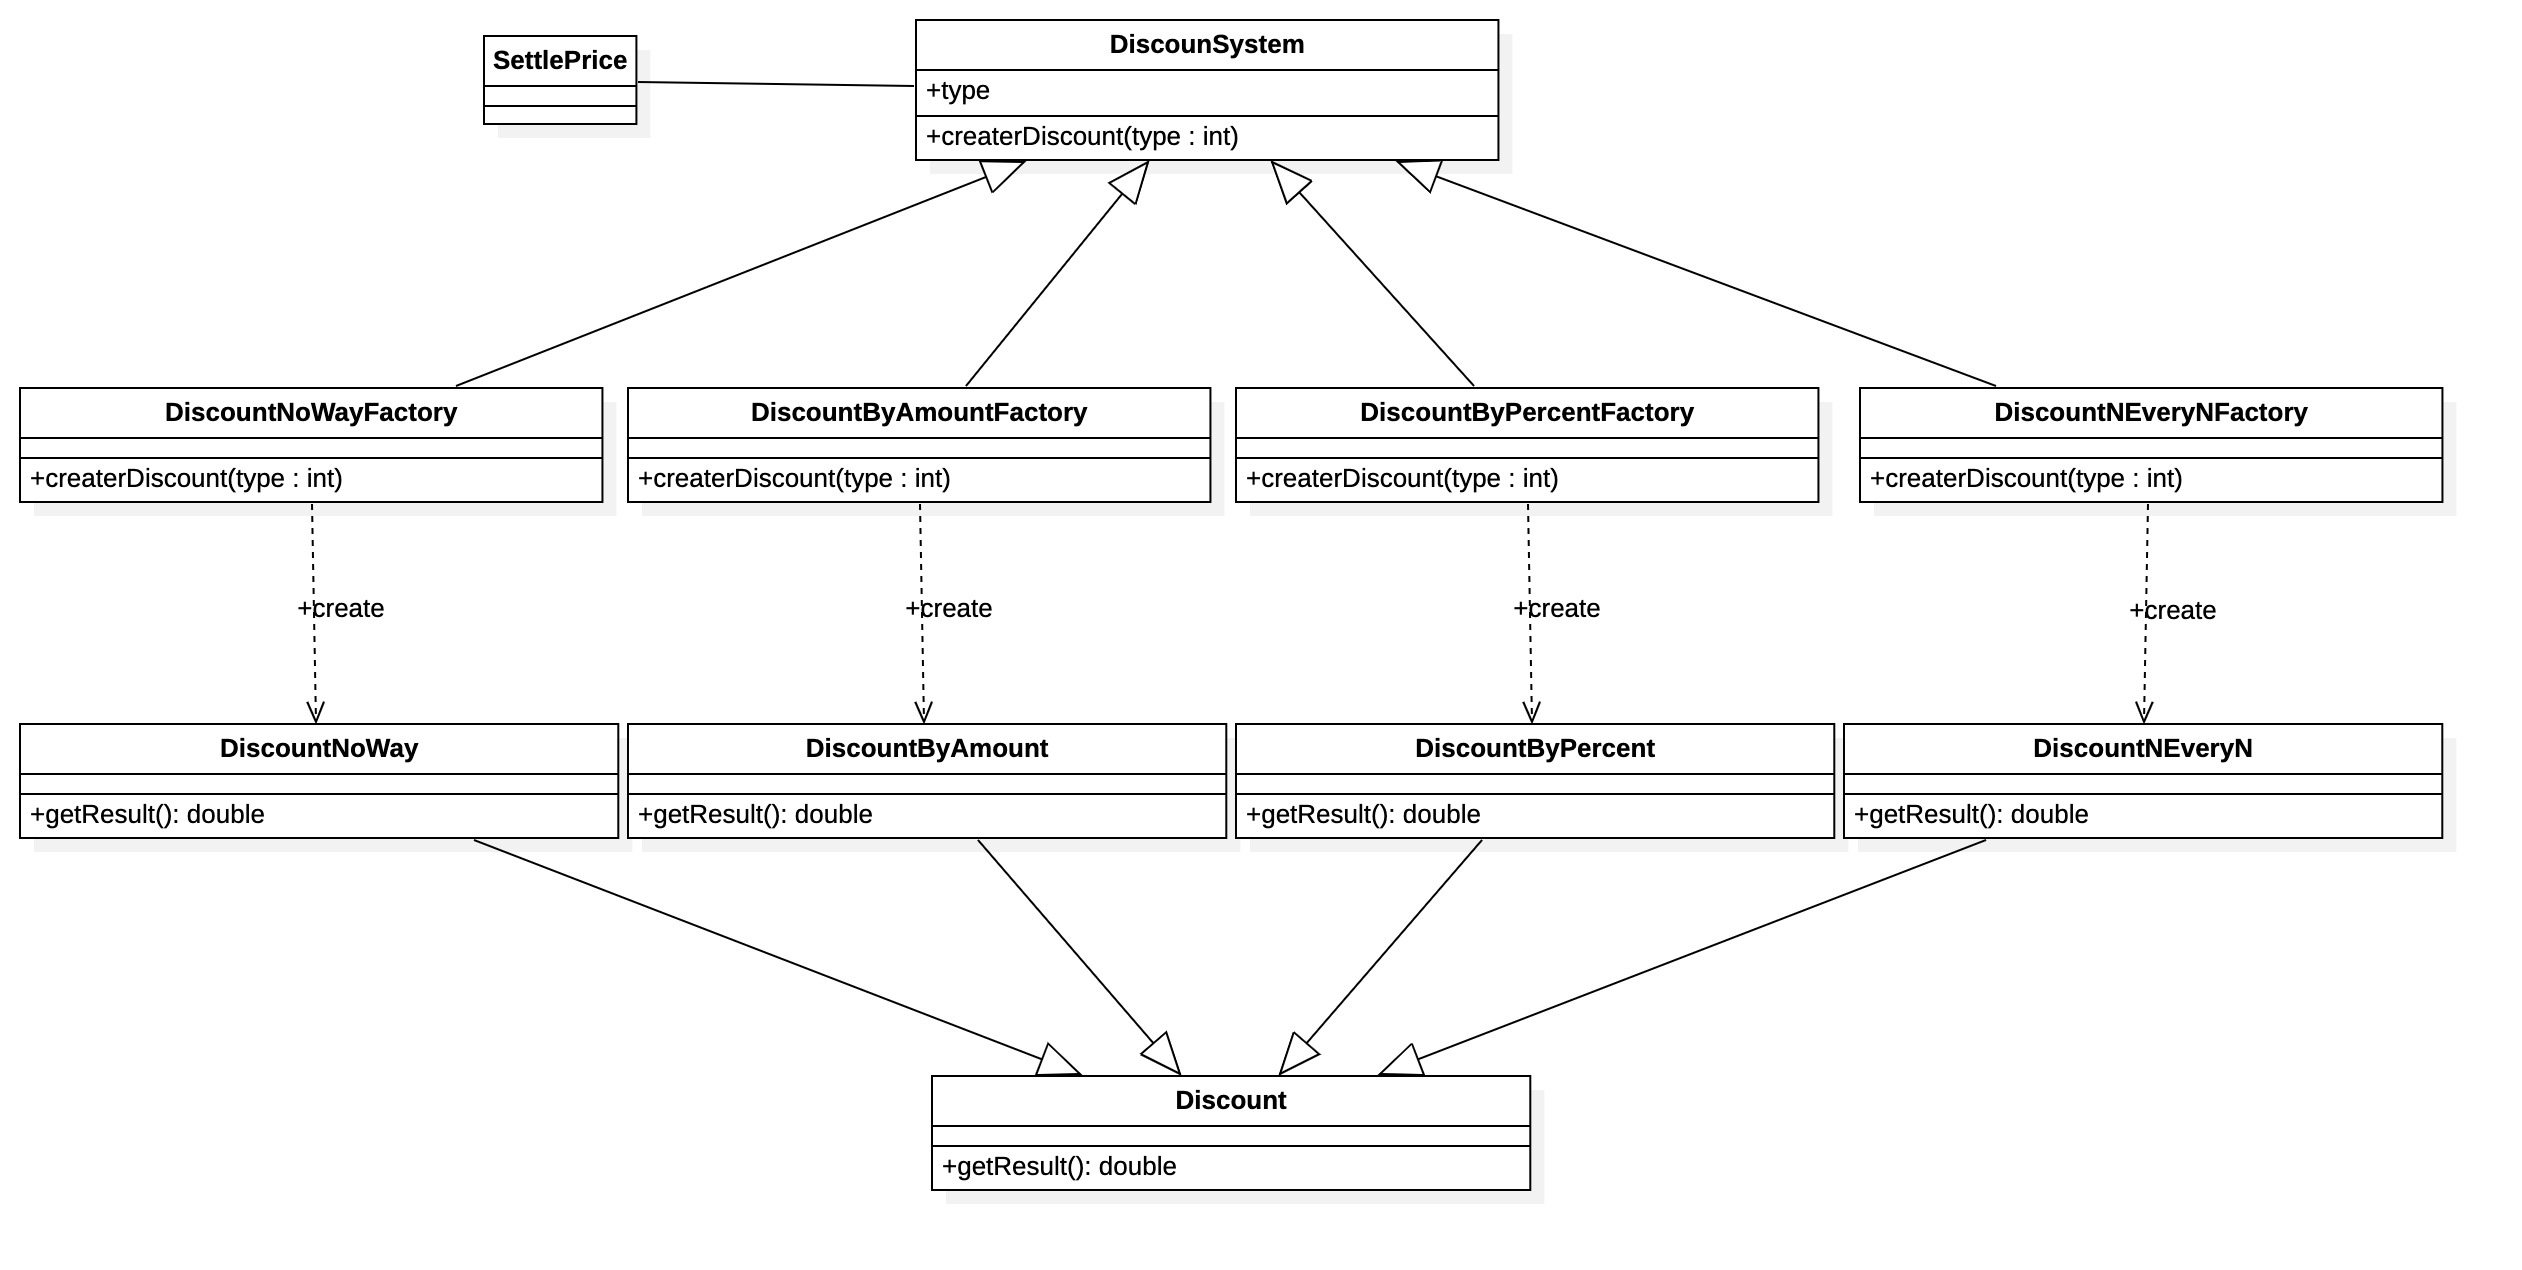 SettlePrice
DiscounSystem
+type
+createrDiscount(type : int)
DiscountNoWayFactory
+createrDiscount(type : int)
DiscountByAmountFactory
+createrDiscount(type : int)
DiscountByPercentFactory
+createrDiscount(type : int)
DiscountNEveryNFactory
+createrDiscount(type : int)
+create
+create
+create
+create
DiscountNoWay
+getResult(): double
DiscountByAmount
+getResult(): double
DiscountByPercent
+getResult(): double
DiscountNEveryN
+getResult(): double
Discount
+getResult(): double